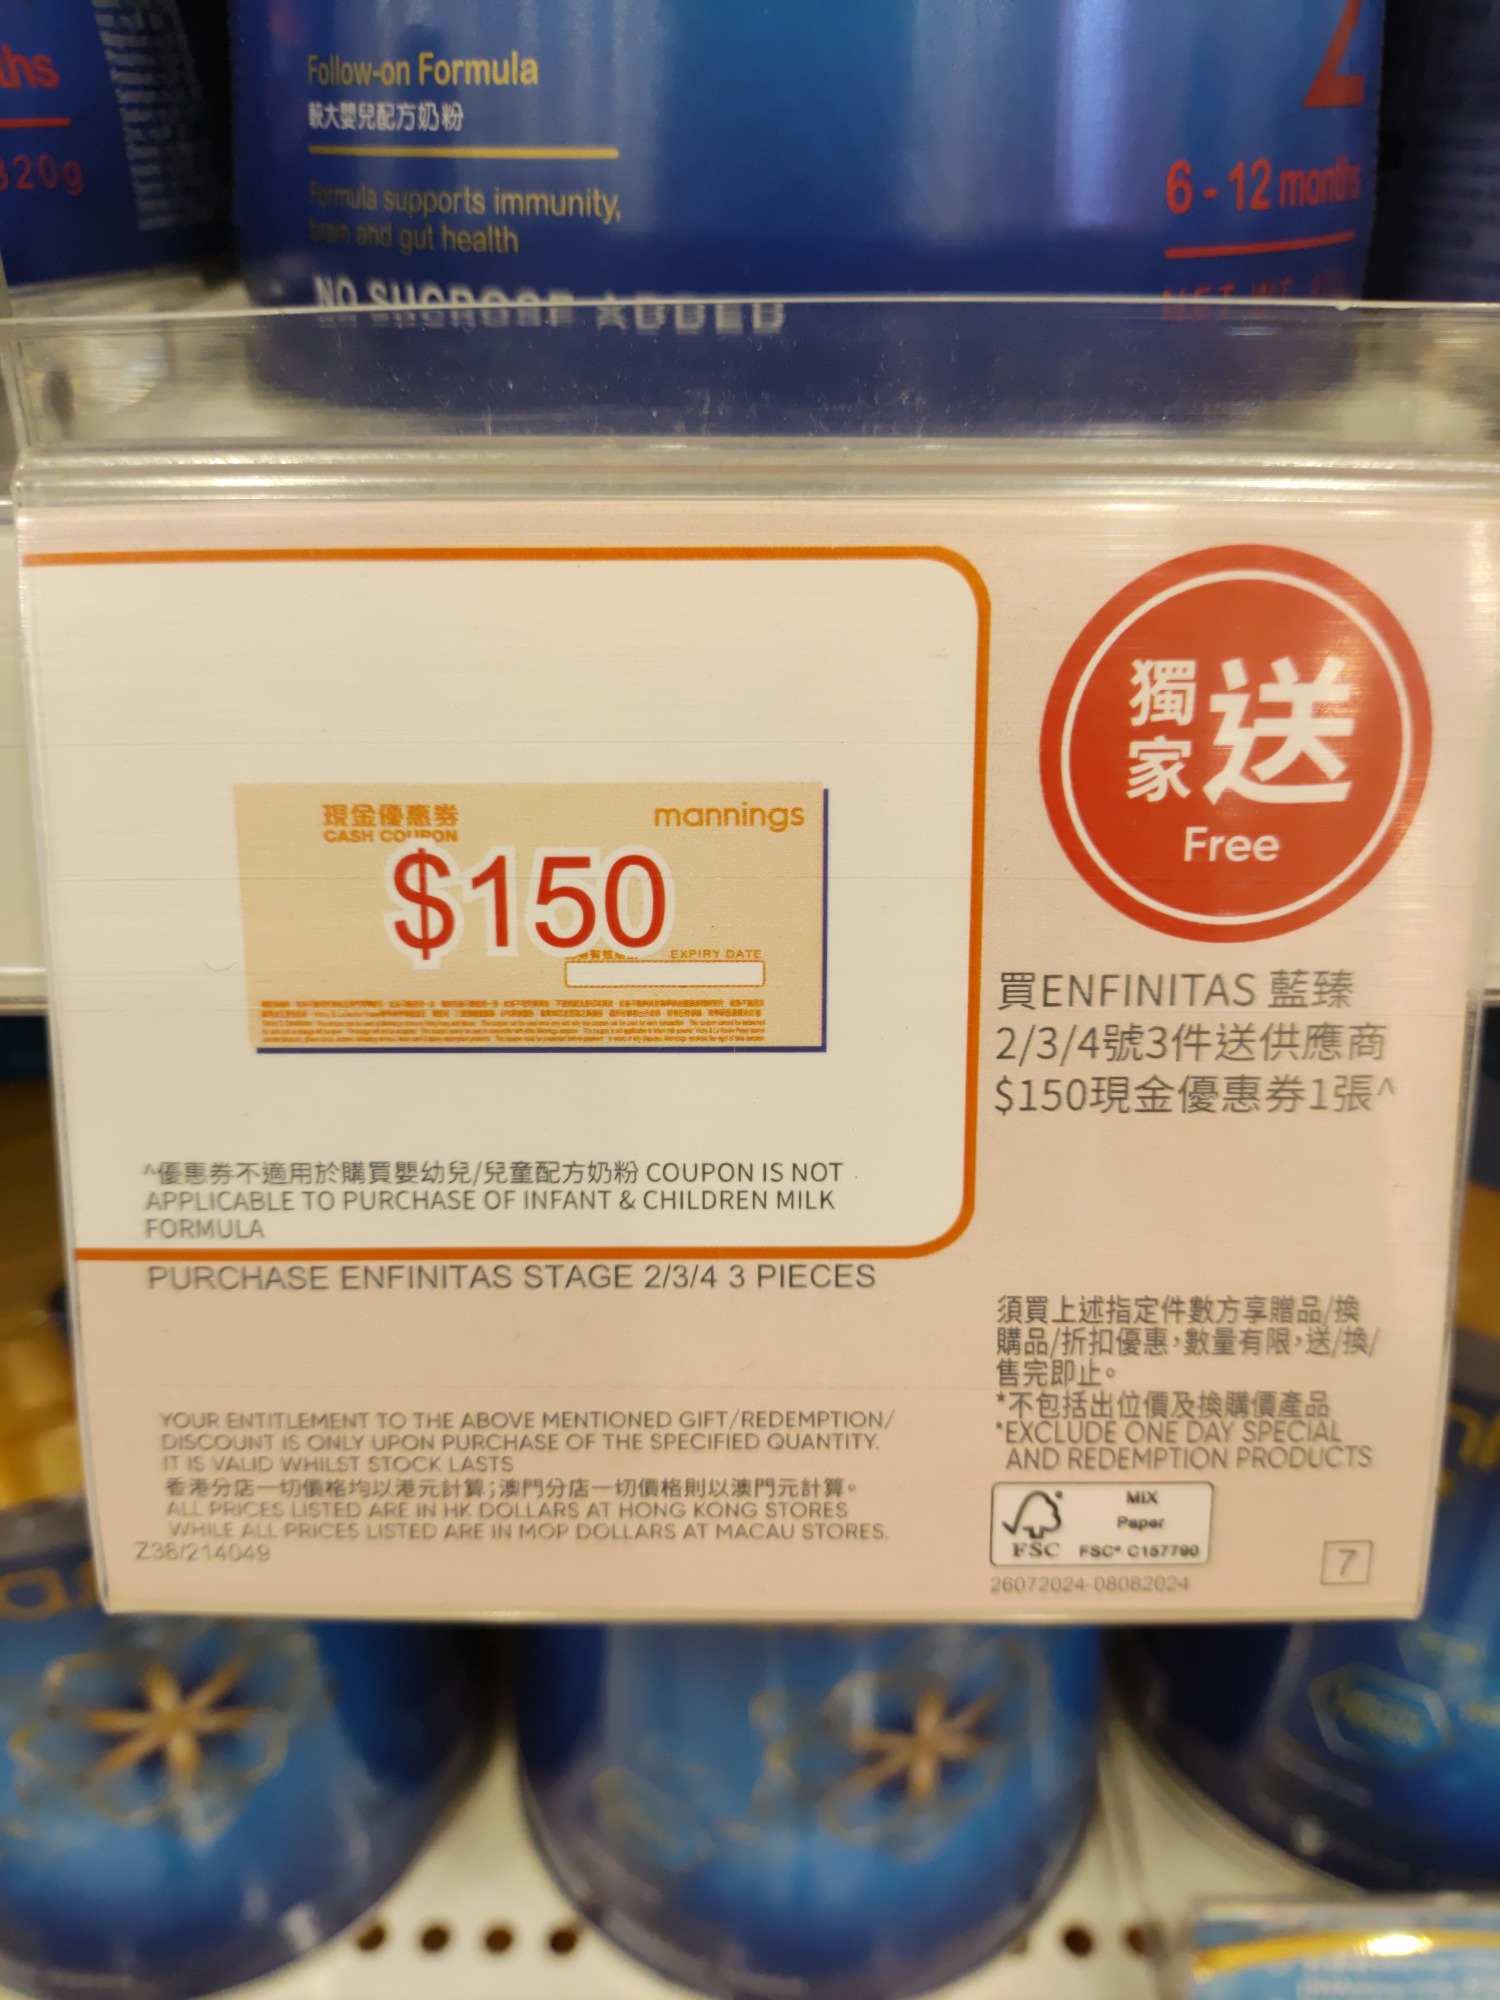 ths
320g
Follow-on Formula
較大嬰兒配方奶粉
Formula supports immunity,
brain and gut health
NO SUCROSE ADDED
2
6 - 12 months
NET WT
獨家送
Free
現金優惠券
CASH COUPON
mannings
$150
EXPIRY DATE
買ENFINITAS 藍臻
2/3/4號3件送供應商
$150現金優惠券1張^
^優惠券不適用於購買嬰幼兒/兒童配方奶粉 COUPON IS NOT
APPLICABLE TO PURCHASE OF INFANT & CHILDREN MILK
FORMULA
PURCHASE ENFINITAS STAGE 2/3/4 3 PIECES
須買上述指定件數方享贈品/換
購品/折扣優惠,數量有限,送/換/
售完即止。
*不包括出位價及換購價產品
*EXCLUDE ONE DAY SPECIAL
AND REDEMPTION PRODUCTS
YOUR ENTITLEMENT TO THE ABOVE MENTIONED GIFT/REDEMPTION/
DISCOUNT IS ONLY UPON PURCHASE OF THE SPECIFIED QUANTITY.
IT IS VALID WHILST STOCK LASTS
香港分店一切價格均以港元計算;澳門分店一切價格則以澳門元計算。
ALL PRICES LISTED ARE IN HK DOLLARS AT HONG KONG STORES
WHILE ALL PRICES LISTED ARE IN MOP DOLLARS AT MACAU STORES.
Z38/214049
FSC
MIX
Paper
FSC® C157790
26072024-08082024
7